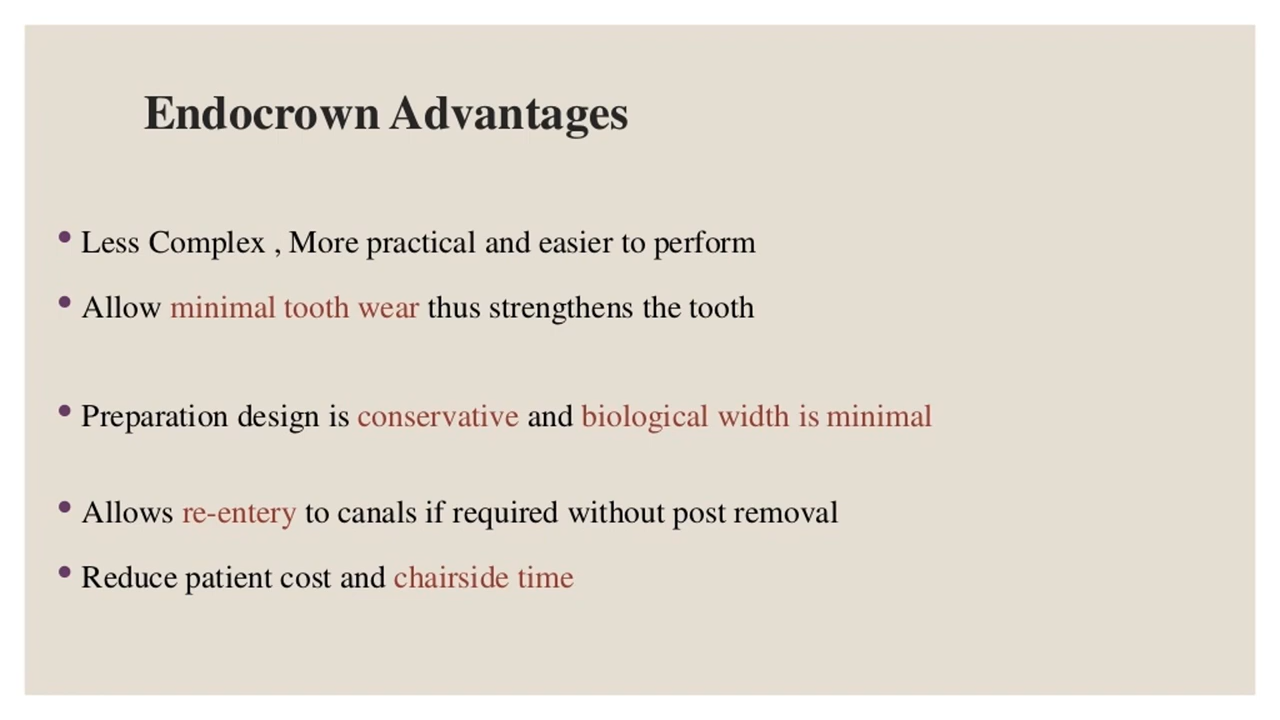 Endocrown Advantages
• Less Complex , More practical and easier to perform
• Allow minimal tooth wear thus strengthens the tooth
• Preparation design is conservative and biological width is minimal
• Allows re-entery to canals if required without post removal
• Reduce patient cost and chairside time